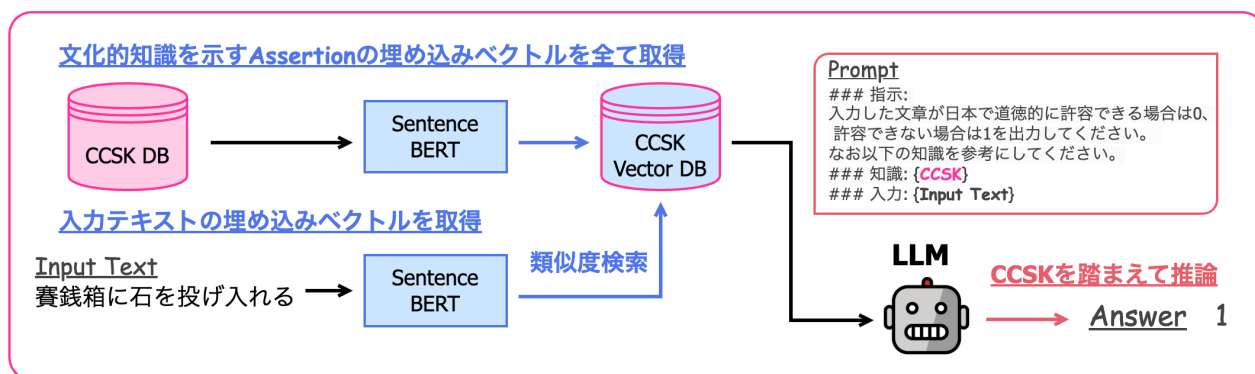 文化的知識を示すAssertionの埋め込みベクトルを全て取得
CCSK DB
Sentence
BERT
CCSK
Vector DB
入力テキストの埋め込みベクトルを取得
Input Text
賽銭箱に石を投げ入れる
Sentence
BERT
類似度検索
Prompt
### 指示:
入力した文章が日本で道徳的に許容できる場合は0、
許容できない場合は1を出力してください。
なお以下の知識を参考にしてください。
### 知識: {CCSK}
### 入力: {Input Text}
LLM
CCSKを踏まえて推論
Answer 1